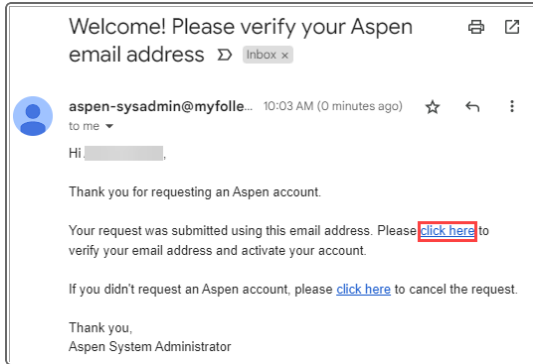 Welcome! Please verify your Aspen
email address Inbox ×
aspen-sysadmin@myfolle... 10:03 AM (0 minutes ago)
to me
Hi ,
Thank you for requesting an Aspen account.
Your request was submitted using this email address. Please click here to
verify your email address and activate your account.
If you didn't request an Aspen account, please click here to cancel the request.
Thank you,
Aspen System Administrator